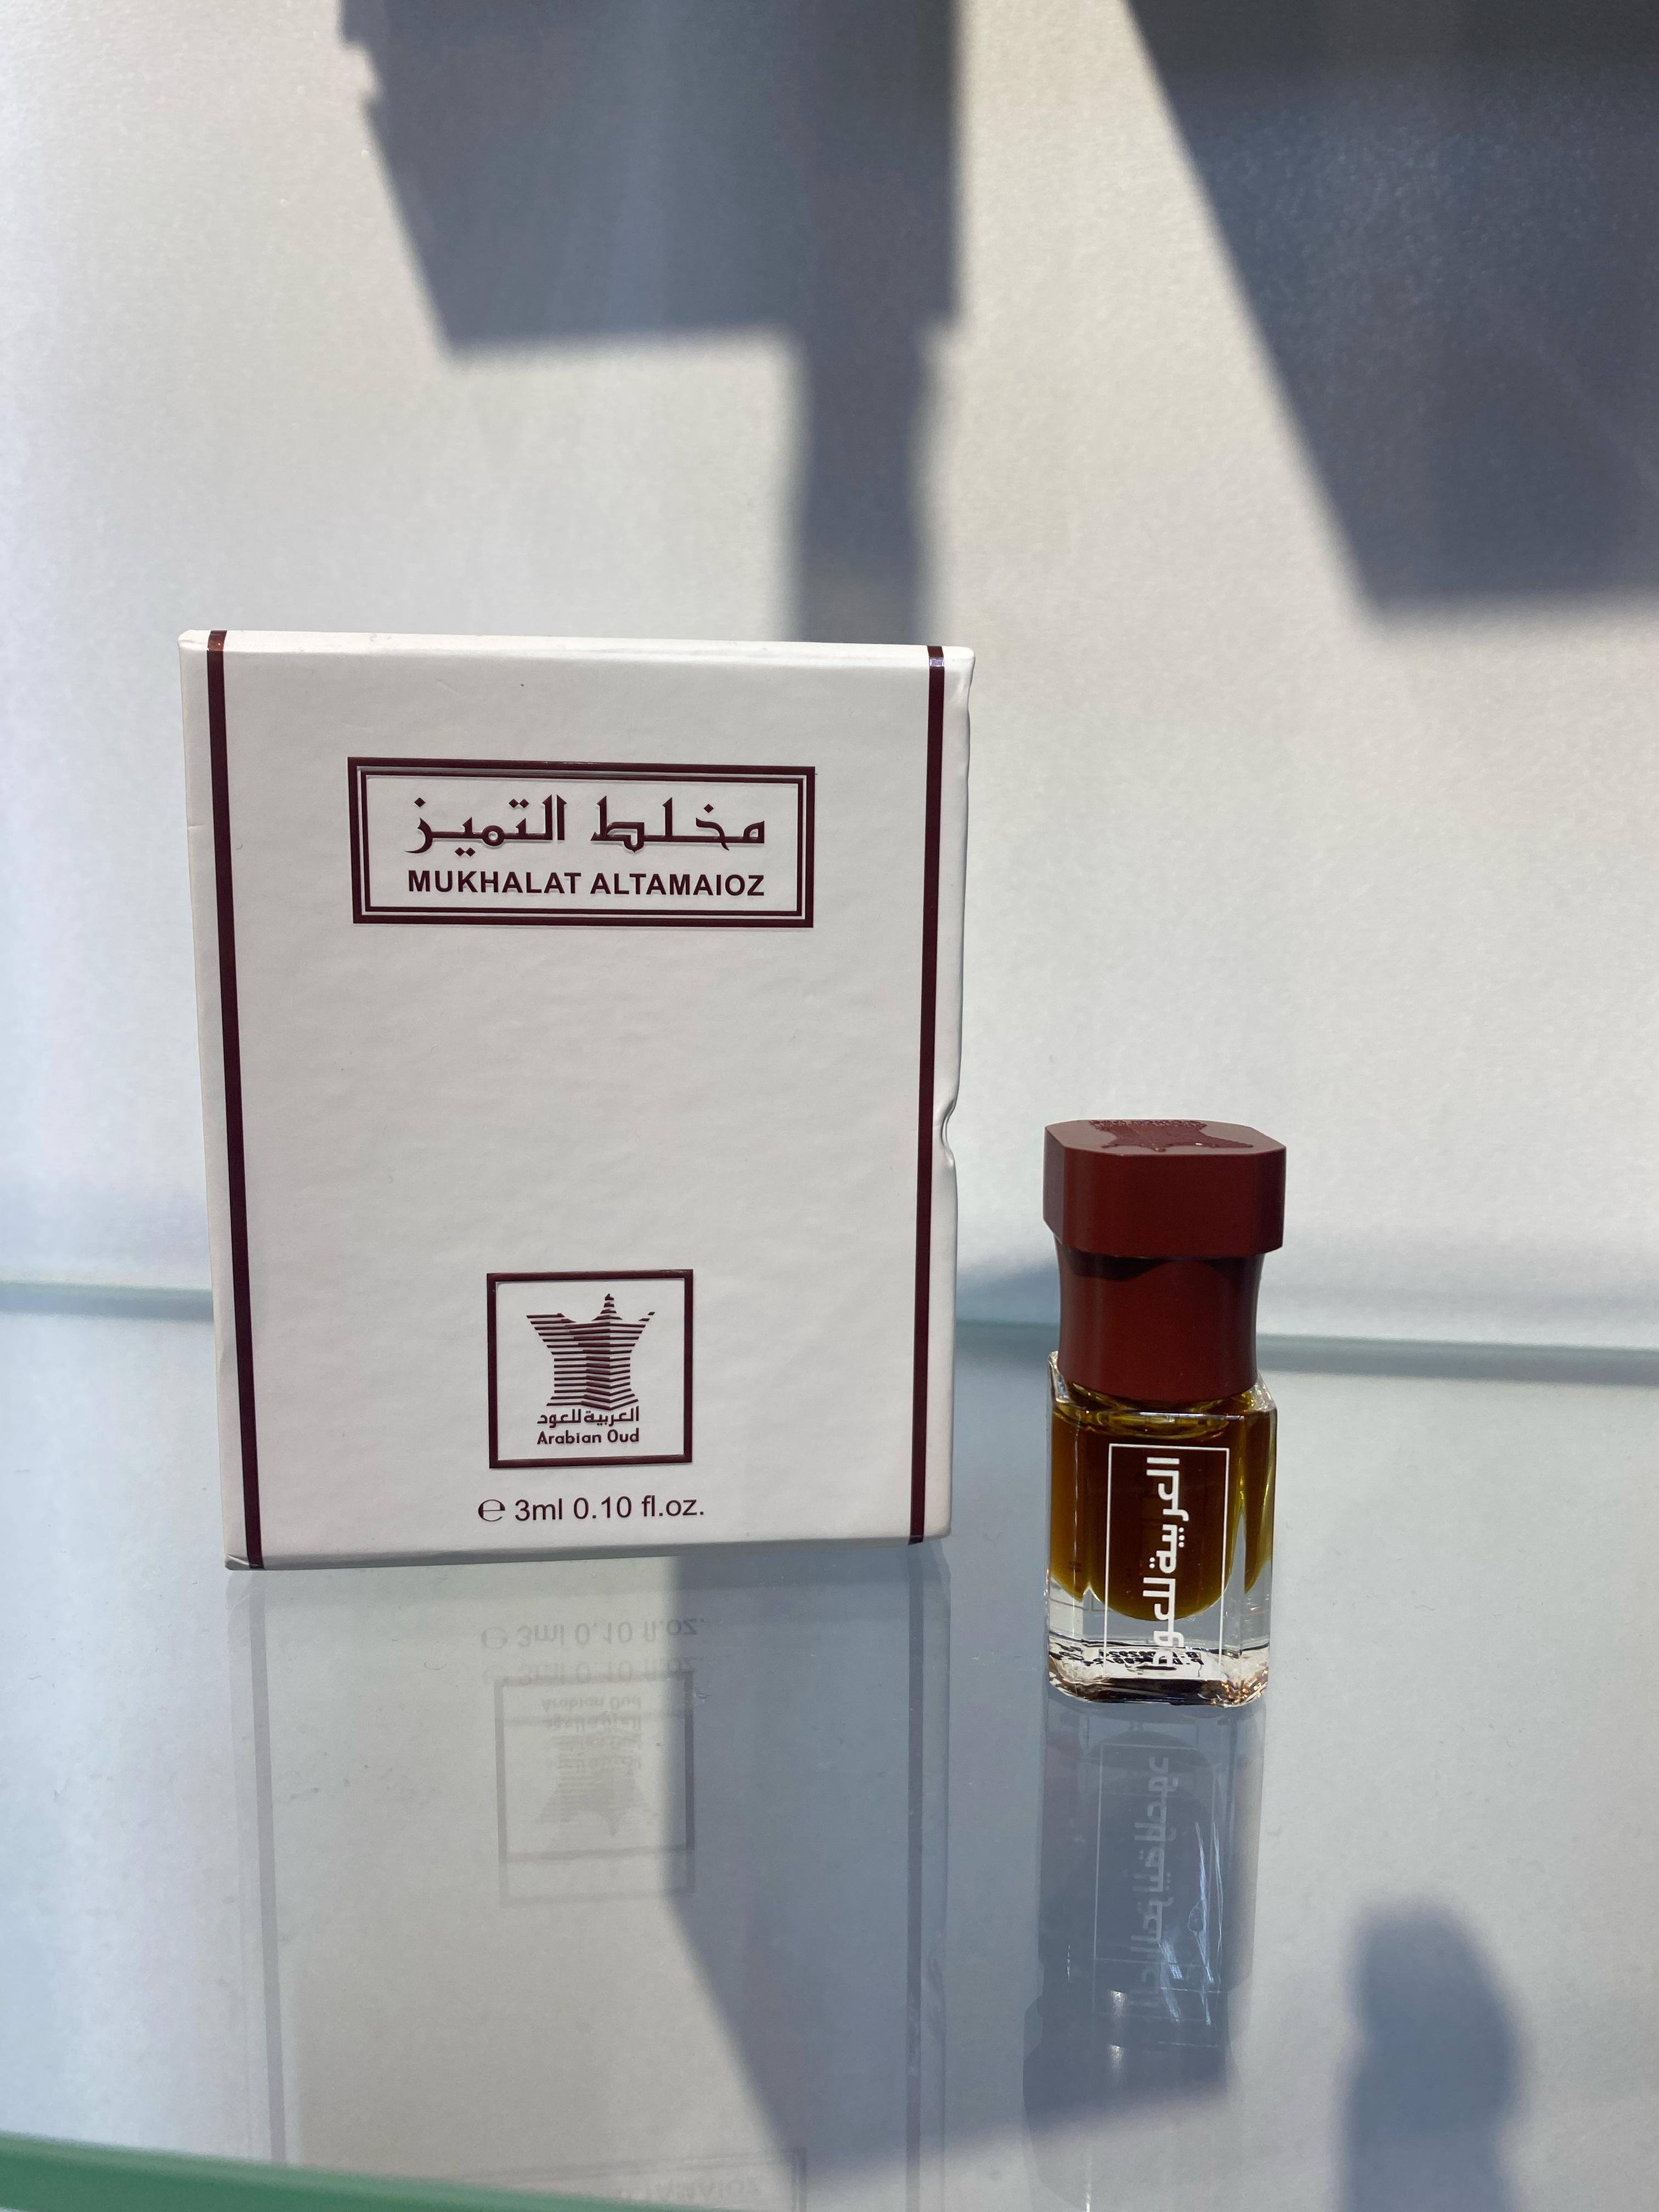 مخلط التميز
MUKHALAT ALTAMAIOZ
العربية للعود
Arabian Oud
℮ 3ml 0.10 fl.oz.
العربية للعود